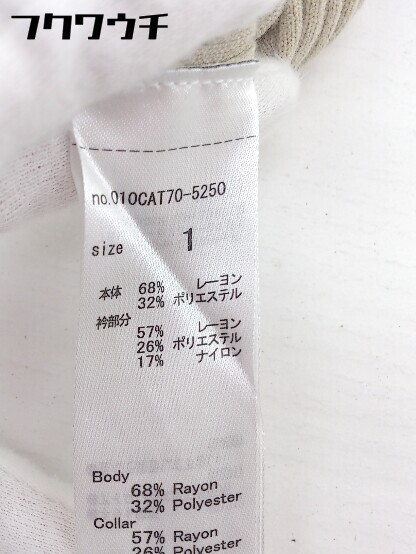 フクワウチ
no.010CAT70-5250
size 1
本体 68% レーヨン
32% ポリエステル
衿部分
57% レーヨン
26% ポリエステル
17% ナイロン
Body
68% Rayon
32% Polyester
Collar
57% Rayon
26% Polyester